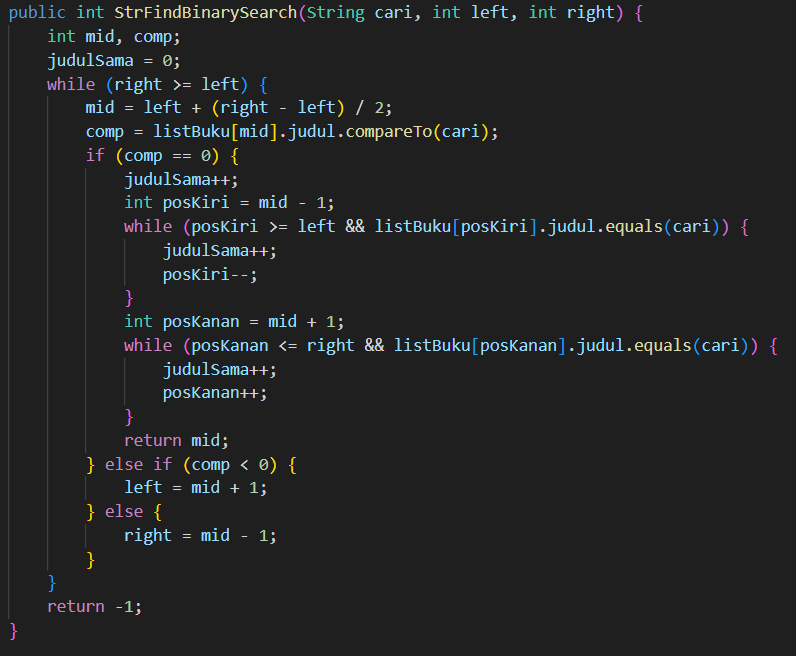 public int StrFindBinarySearch(String cari, int left, int right) {
    int mid, comp;
    judulSama = 0;
    while (right >= left) {
        mid = left + (right - left) / 2;
        comp = listBuku[mid].judul.compareTo(cari);
        if (comp == 0) {
            judulSama++;
            int posKiri = mid - 1;
            while (posKiri >= left && listBuku[posKiri].judul.equals(cari)) {
                judulSama++;
                posKiri--;
            }
            int posKanan = mid + 1;
            while (posKanan <= right && listBuku[posKanan].judul.equals(cari)) {
                judulSama++;
                posKanan++;
            }
            return mid;
        } else if (comp < 0) {
            left = mid + 1;
        } else {
            right = mid - 1;
        }
    }
    return -1;
}